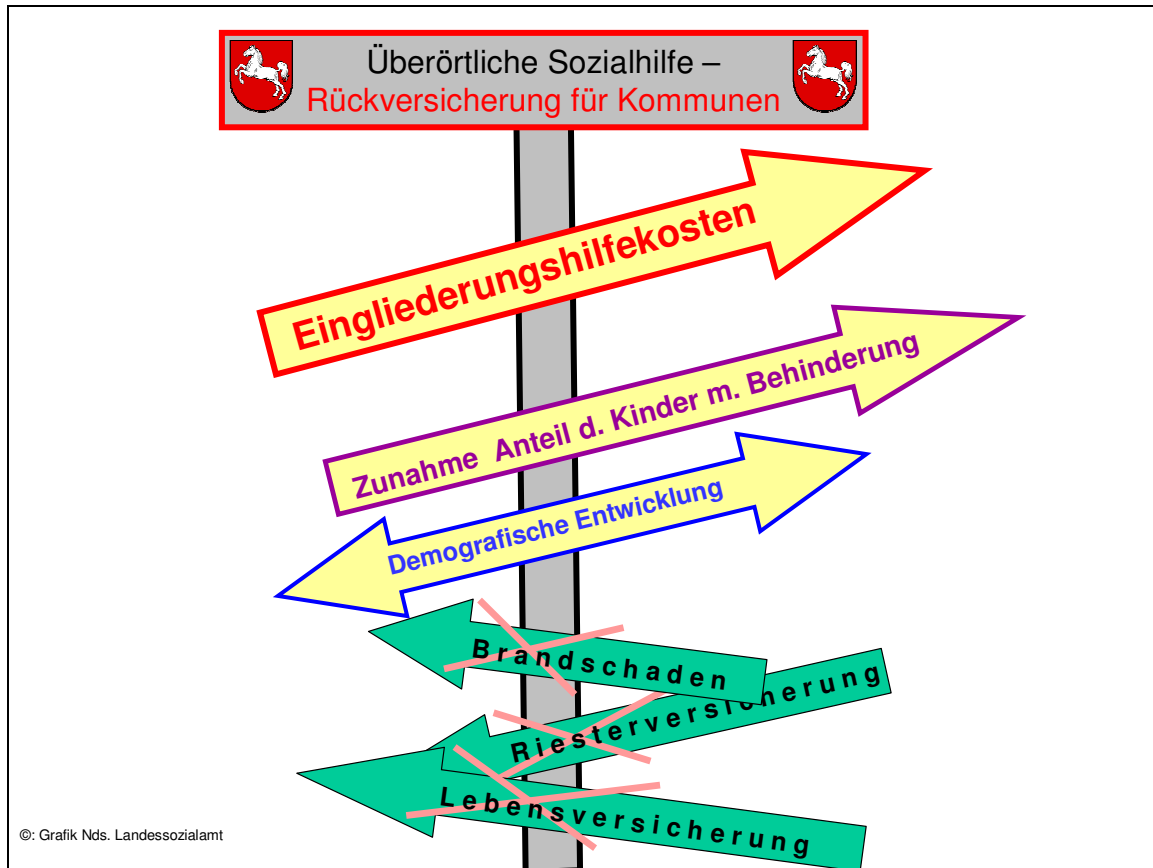 Überörtliche Sozialhilfe –
Rückversicherung für Kommunen
Eingliederungshilfekosten
Zunahme Anteil d. Kinder m. Behinderung
Demografische Entwicklung
Brandschaden
Riesterversicherung
Lebensversicherung
©: Grafik Nds. Landessozialamt